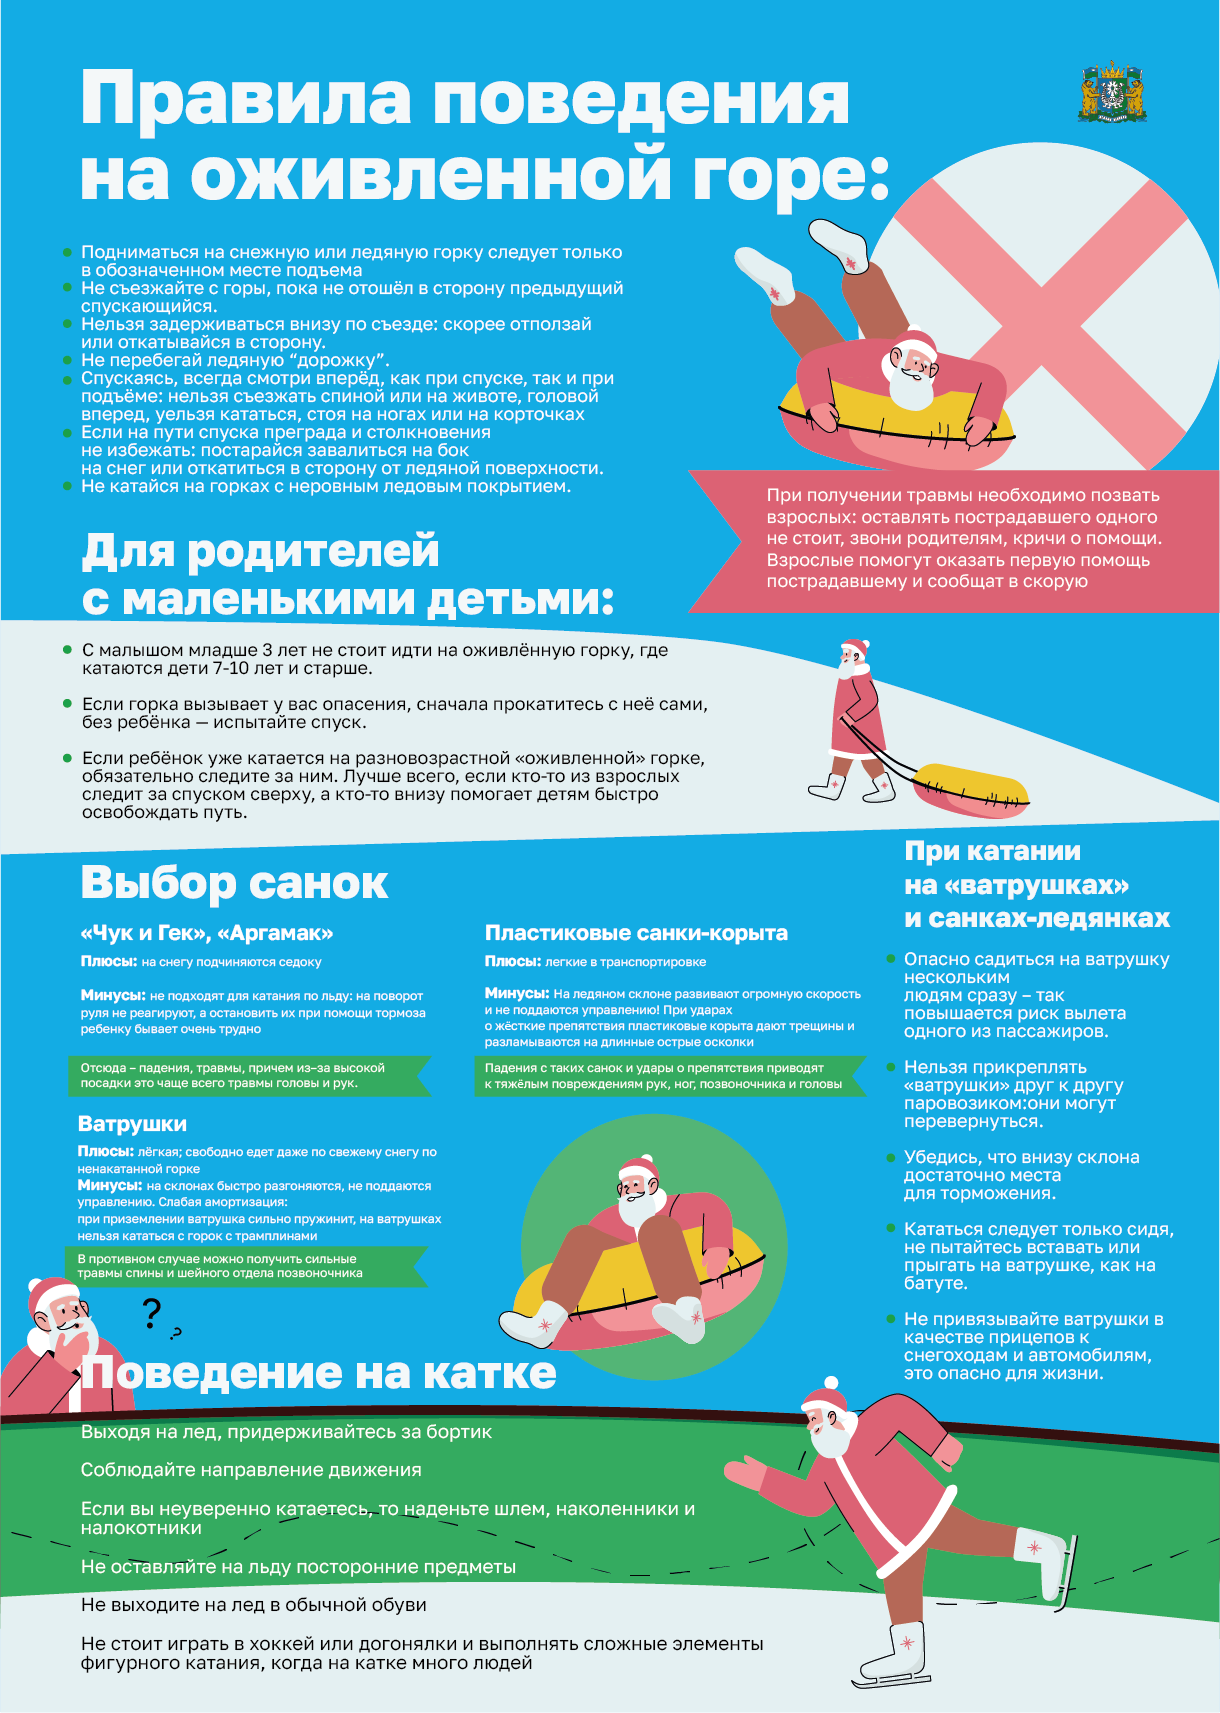 Правила поведения
на оживленной горе:
Подниматься на снежную или ледяную горку следует только
в обозначенном месте подъема
Не съезжайте с горы, пока не отошёл в сторону предыдущий
спускающийся.
Нельзя задерживаться внизу по съезде: скорее отползай
или откатывайся в сторону.
Не перебегай ледяную “дорожку”.
Спускаясь, всегда смотри вперёд, как при спуске, так и при
подъёме: нельзя съезжать спиной или на животе, головой
вперед, уельзя кататься, стоя на ногах или на корточках
Если на пути спуска преграда и столкновения
не избежать: постарайся завалиться на бок
на снег или откатиться в сторону от ледяной поверхности.
Не катайся на горках с неровным ледовым покрытием.
При получении травмы необходимо позвать
взрослых: оставлять пострадавшего одного
не стоит, звони родителям, кричи о помощи.
Взрослые помогут оказать первую помощь
пострадавшему и сообщат в скорую
Для родителей
с маленькими детьми:
С малышом младше 3 лет не стоит идти на оживлённую горку, где
катаются дети 7-10 лет и старше.
Если горка вызывает у вас опасения, сначала прокатитесь с неё сами,
без ребёнка — испытайте спуск.
Если ребёнок уже катается на разновозрастной «оживленной» горке,
обязательно следите за ним. Лучше всего, если кто-то из взрослых
следит за спуском сверху, а кто-то внизу помогает детям быстро
освобождать путь.
Выбор санок
«Чук и Гек», «Аргамак»
Плюсы: на снегу подчиняются седоку
Минусы: не подходят для катания по льду: на поворот
руля не реагируют, а остановить их при помощи тормоза
ребенку бывает очень трудно
Отсюда – падения, травмы, причем из–за высокой
посадки это чаще всего травмы головы и рук.
Пластиковые санки-корыта
Плюсы: легкие в транспортировке
Минусы: На ледяном склоне развивают огромную скорость
и не поддаются управлению! При ударах
о жёсткие препятствия пластиковые корыта дают трещины и
разламываются на длинные острые осколки
Падения с таких санок и удары о препятствия приводят
к тяжёлым повреждениям рук, ног, позвоночника и головы
Ватрушки
Плюсы: лёгкая; свободно едет даже по свежему снегу по
ненакатанной горке
Минусы: на склонах быстро разгоняются, не поддаются
управлению. Слабая амортизация:
при приземлении ватрушка сильно пружинит, на ватрушках
нельзя кататься с горок с трамплинами
В противном случае можно получить сильные
травмы спины и шейного отдела позвоночника
При катании
на «ватрушках»
и санках-ледянках
Опасно садиться на ватрушку
нескольким
людям сразу – так
повышается риск вылета
одного из пассажиров.
Нельзя прикреплять
«ватрушки» друг к другу
паровозиком:они могут
перевернуться.
Убедись, что внизу склона
достаточно места
для торможения.
Кататься следует только сидя,
не пытайтесь вставать или
прыгать на ватрушке, как на
батуте.
Не привязывайте ватрушки в
качестве прицепов к
снегоходам и автомобилям,
это опасно для жизни.
?
?
Поведение на катке
Выходя на лед, придерживайтесь за бортик
Соблюдайте направление движения
Если вы неуверенно катаетесь, то наденьте шлем, наколенники и
налокотники
Не оставляйте на льду посторонние предметы
Не выходите на лед в обычной обуви
Не стоит играть в хоккей или догонялки и выполнять сложные элементы
фигурного катания, когда на катке много людей